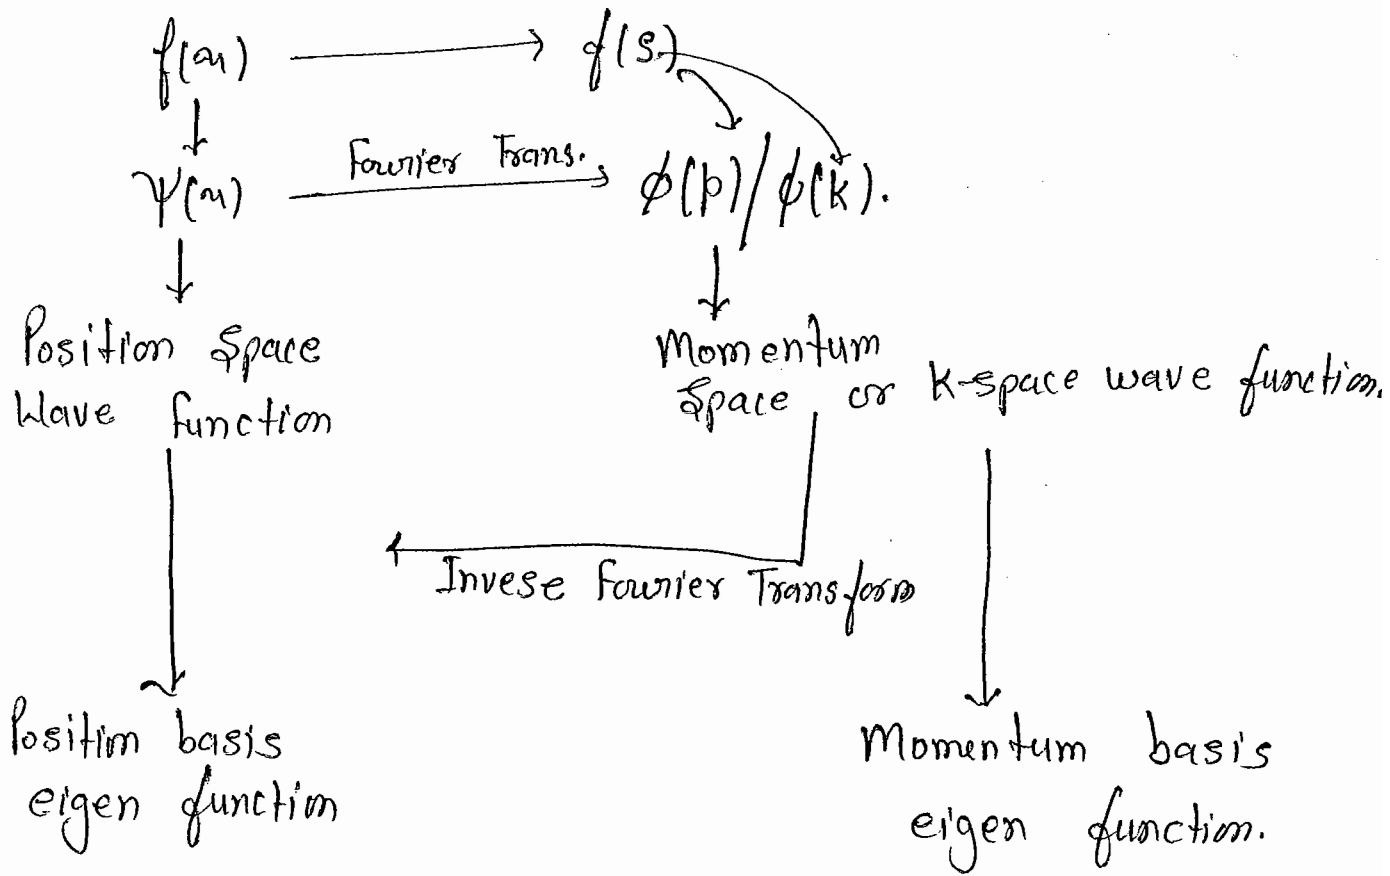 f(x) → f(s)
ψ(x) Fourier Trans. → φ(p)/φ(k).
Position Space
Wave function
Momentum
Space or K-space wave function.
Invese Fourier Transform
Position basis
eigen function
Momentum basis
eigen function.